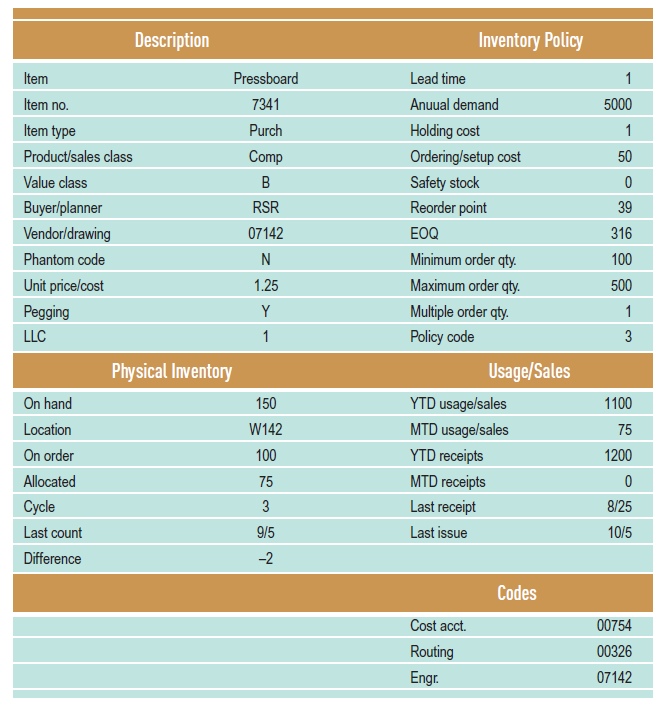 Description Inventory Policy
Item Pressboard Lead time 1
Item no. 7341 Anuual demand 5000
Item type Purch Holding cost 1
Product/sales class Comp Ordering/setup cost 50
Value class B Safety stock 0
Buyer/planner RSR Reorder point 39
Vendor/drawing 07142 EOQ 316
Phantom code N Minimum order qty. 100
Unit price/cost 1.25 Maximum order qty. 500
Pegging Y Multiple order qty. 1
LLC 1 Policy code 3
Physical Inventory Usage/Sales
On hand 150 YTD usage/sales 1100
Location W142 MTD usage/sales 75
On order 100 YTD receipts 1200
Allocated 75 MTD receipts 0
Cycle 3 Last receipt 8/25
Last count 9/5 Last issue 10/5
Difference –2
Codes
Cost acct. 00754
Routing 00326
Engr. 07142